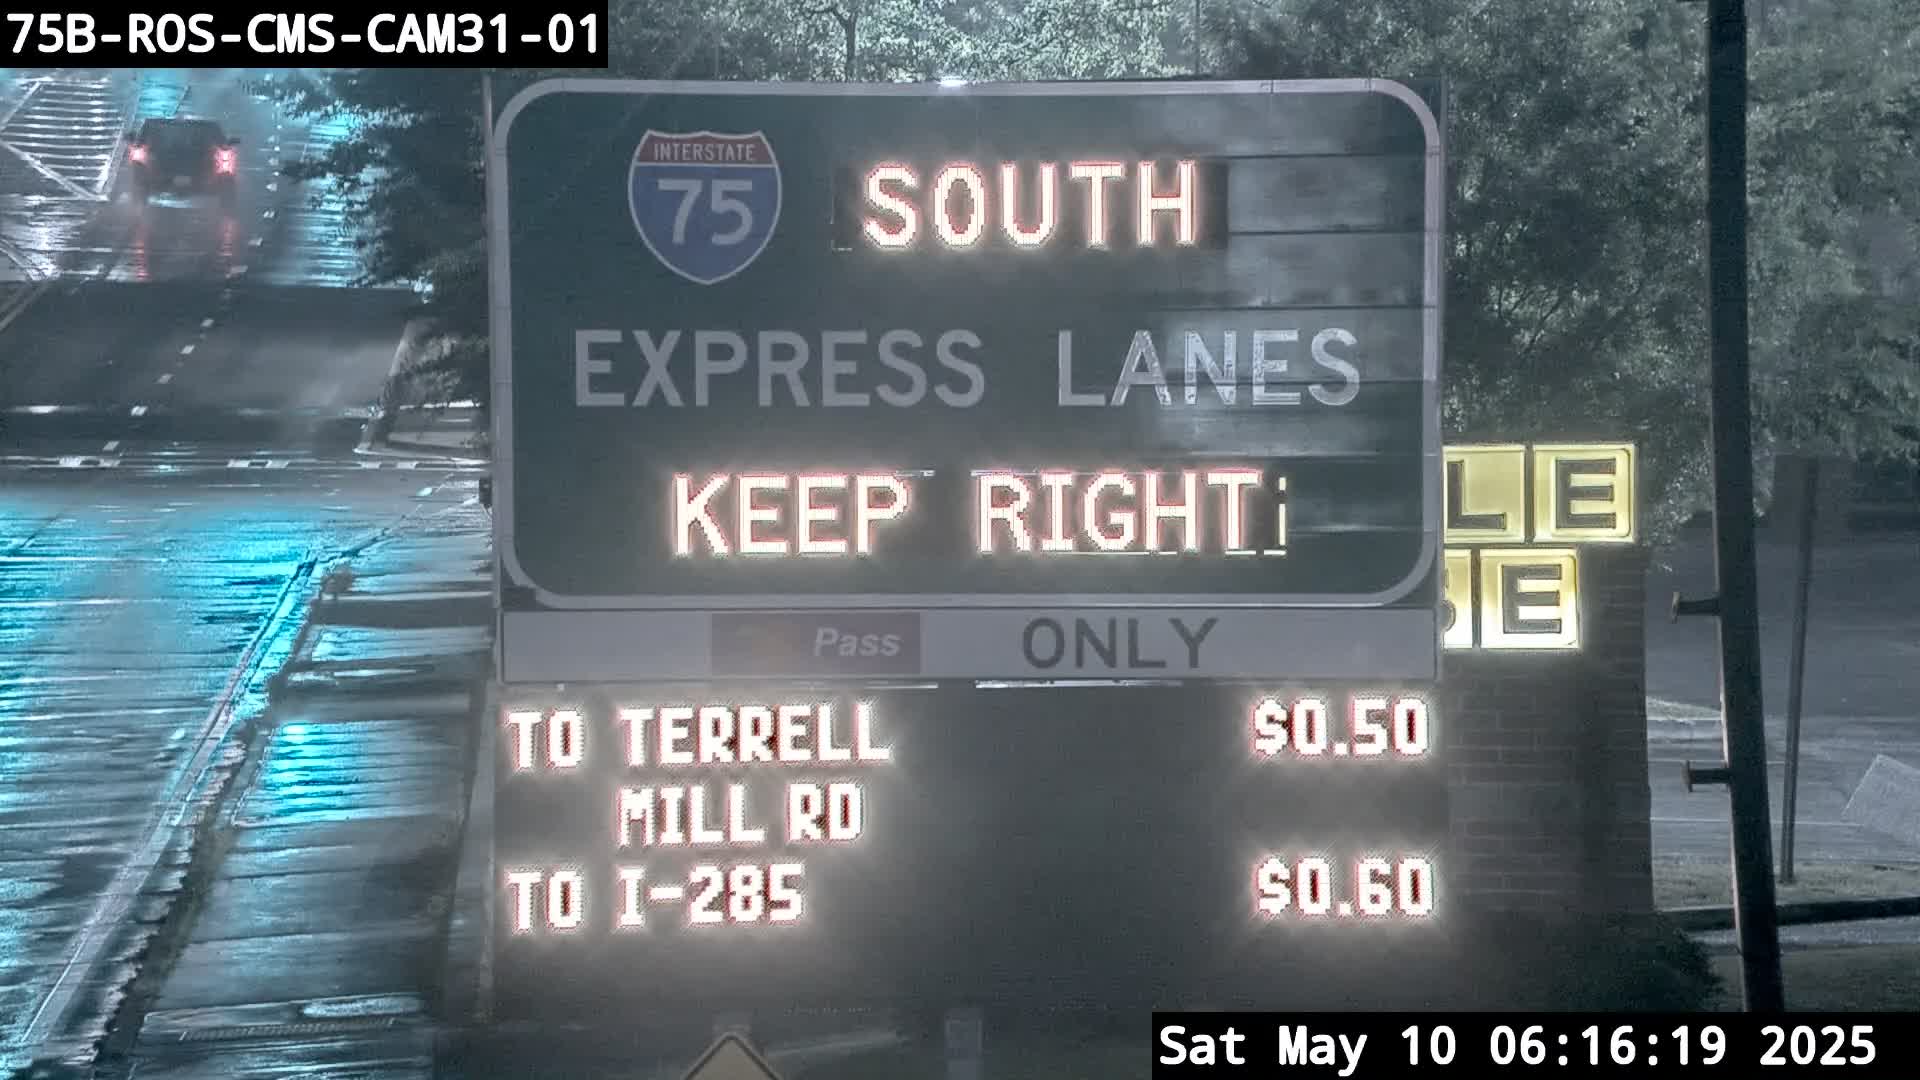 75B-ROS-CMS-CAM31-01
INTERSTATE
75
SOUTH
EXPRESS LANES
KEEP RIGHT
Pass ONLY
TO TERRELL $0.50
MILL RD
TO I-285 $0.60
LE
E
Sat May 10 06:16:19 2025